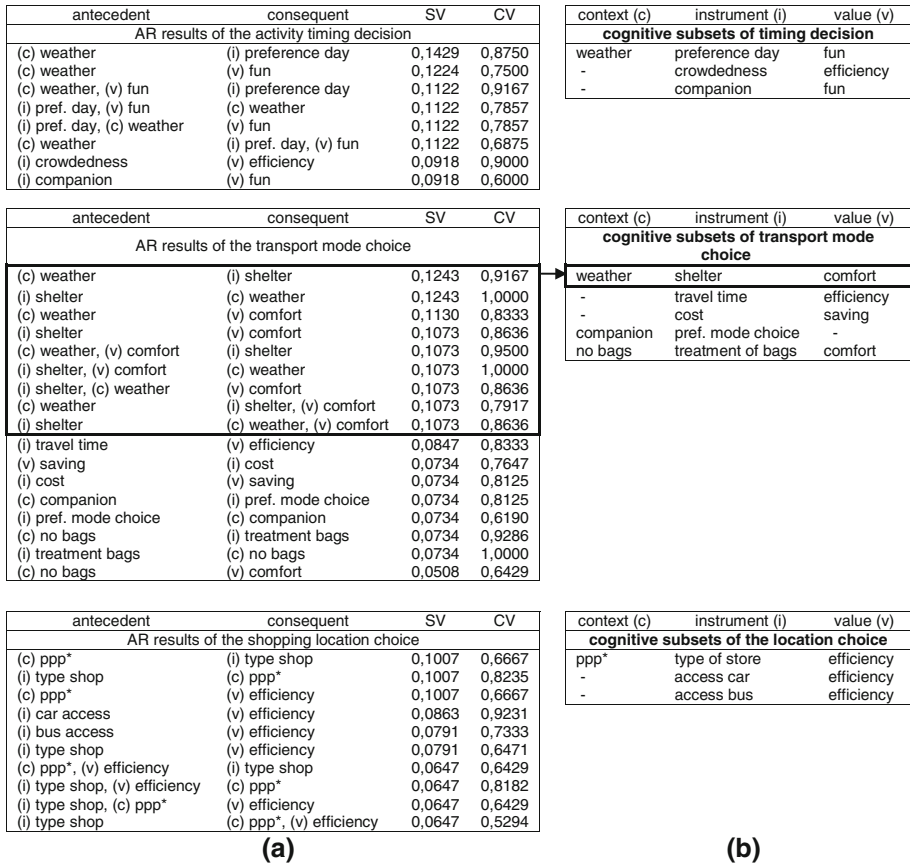 antecedent consequent SV CV
AR results of the activity timing decision
(c) weather (i) preference day 0,1429 0,8750
(c) weather (v) fun 0,1224 0,7500
(c) weather, (v) fun (i) preference day 0,1122 0,9167
(i) pref. day, (v) fun (c) weather 0,1122 0,7857
(i) pref. day, (c) weather (v) fun 0,1122 0,7857
(c) weather (i) pref. day, (v) fun 0,1122 0,6875
(i) crowdedness (v) efficiency 0,0918 0,9000
(i) companion (v) fun 0,0918 0,6000
context (c) instrument (i) value (v)
cognitive subsets of timing decision
weather preference day fun
- crowdedness efficiency
- companion fun
antecedent consequent SV CV
AR results of the transport mode choice
(c) weather (i) shelter 0,1243 0,9167
(i) shelter (c) weather 0,1243 1,0000
(c) weather (v) comfort 0,1130 0,8333
(i) shelter (v) comfort 0,1073 0,8636
(c) weather, (v) comfort (i) shelter 0,1073 0,9500
(i) shelter, (v) comfort (c) weather 0,1073 1,0000
(i) shelter, (c) weather (v) comfort 0,1073 0,8636
(c) weather (i) shelter, (v) comfort 0,1073 0,7917
(i) shelter (c) weather, (v) comfort 0,1073 0,8636
(i) travel time (v) efficiency 0,0847 0,8333
(v) saving (i) cost 0,0734 0,7647
(i) cost (v) saving 0,0734 0,8125
(c) companion (i) pref. mode choice 0,0734 0,8125
(i) pref. mode choice (c) companion 0,0734 0,6190
(c) no bags (i) treatment bags 0,0734 0,9286
(i) treatment bags (c) no bags 0,0734 1,0000
(c) no bags (v) comfort 0,0508 0,6429
context (c) instrument (i) value (v)
cognitive subsets of transport mode
choice
weather shelter comfort
- travel time efficiency
- cost saving
companion pref. mode choice -
no bags treatment of bags comfort
antecedent consequent SV CV
AR results of the shopping location choice
(c) ppp* (i) type shop 0,1007 0,6667
(i) type shop (c) ppp* 0,1007 0,8235
(c) ppp* (v) efficiency 0,1007 0,6667
(i) car access (v) efficiency 0,0863 0,9231
(i) bus access (v) efficiency 0,0791 0,7333
(i) type shop (v) efficiency 0,0791 0,6471
(c) ppp*, (v) efficiency (i) type shop 0,0647 0,6429
(i) type shop, (v) efficiency (c) ppp* 0,0647 0,8182
(i) type shop, (c) ppp* (v) efficiency 0,0647 0,6429
(i) type shop (c) ppp*, (v) efficiency 0,0647 0,5294
context (c) instrument (i) value (v)
cognitive subsets of the location choice
ppp* type of store efficiency
- access car efficiency
- access bus efficiency
(a) (b)